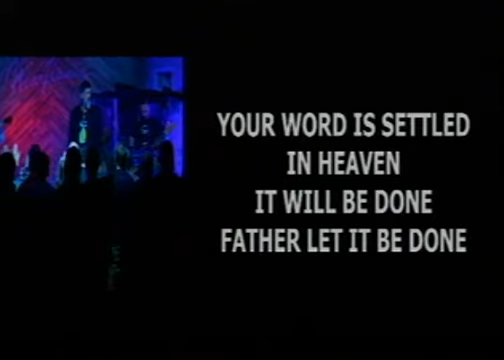 YOUR WORD IS SETTLED
IN HEAVEN
IT WILL BE DONE
FATHER LET IT BE DONE